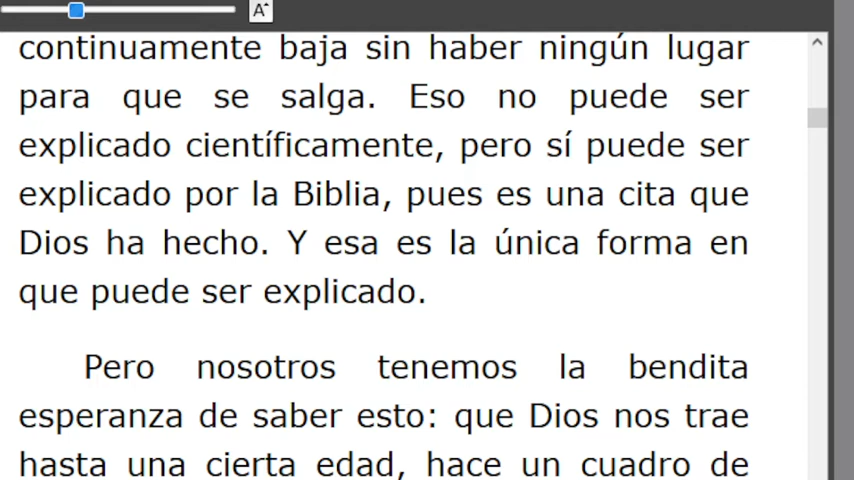 A
continuamente baja sin haber ningún lugar
para que se salga. Eso no puede ser
explicado científicamente, pero sí puede ser
explicado por la Biblia, pues es una cita que
Dios ha hecho. Y esa es la única forma en
que puede ser explicado.
Pero nosotros tenemos la bendita
esperanza de saber esto: que Dios nos trae
hasta una cierta edad, hace un cuadro de